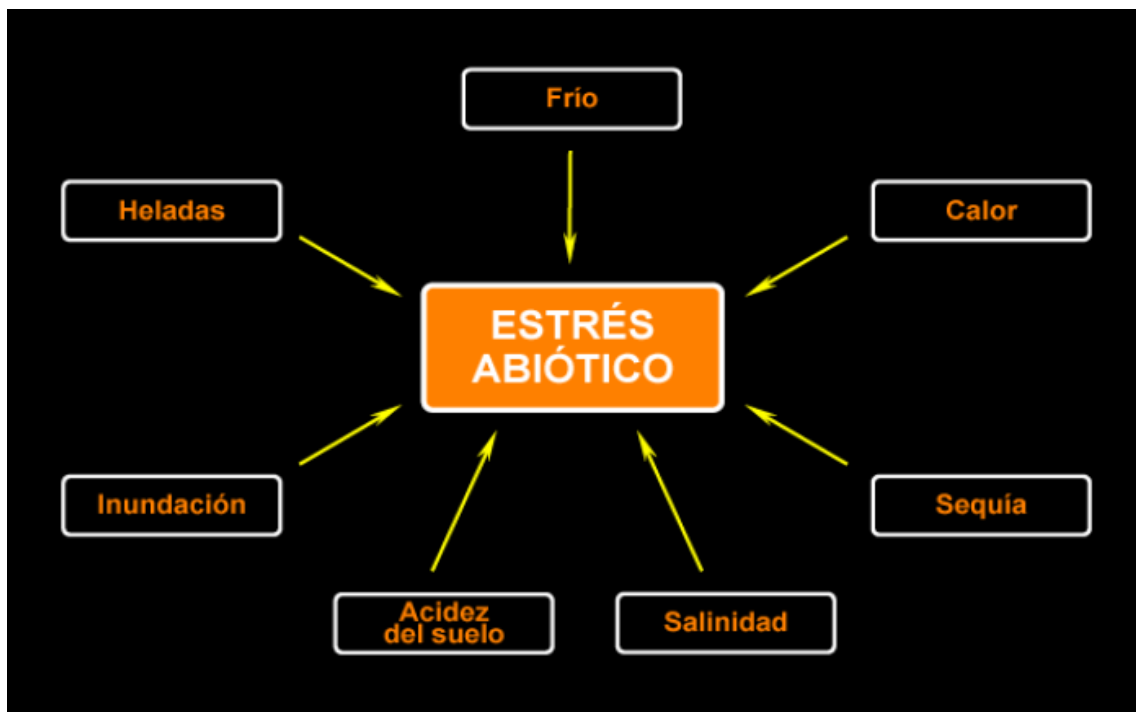 Frío
Heladas
Calor
ESTRÉS
ABIÓTICO
Inundación
Sequía
Acidez
del suelo
Salinidad